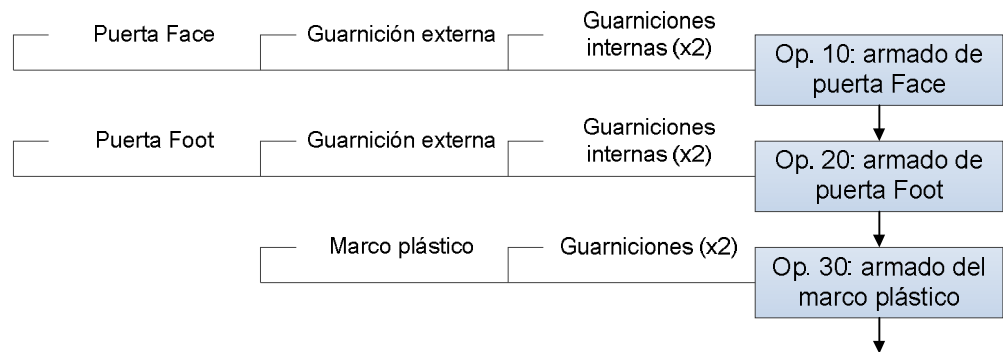 Puerta Face
Guarnición externa
Guarniciones
internas (x2)
Op. 10: armado de
puerta Face
Puerta Foot
Guarnición externa
Guarniciones
internas (x2)
Op. 20: armado de
puerta Foot
Marco plástico
Guarniciones (x2)
Op. 30: armado del
marco plástico